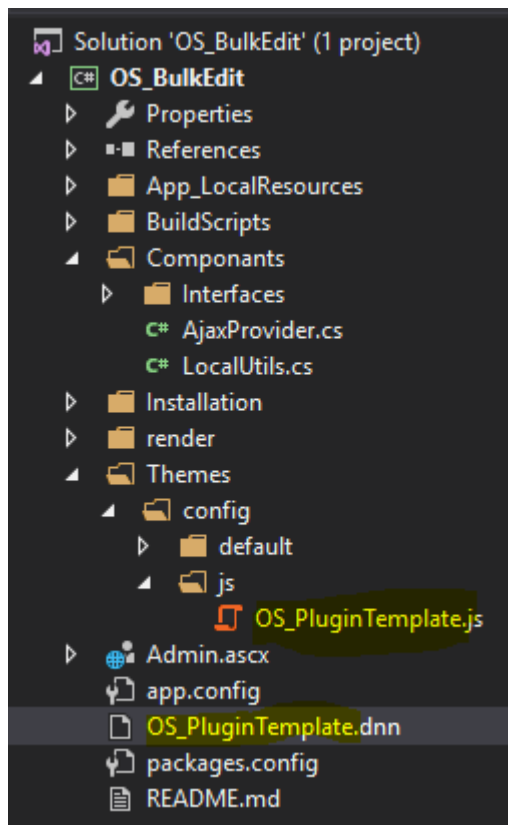 Solution 'OS_BulkEdit' (1 project)
C# OS_BulkEdit
Properties
References
App_LocalResources
BuildScripts
Componants
Interfaces
C# AjaxProvider.cs
C# LocalUtils.cs
Installation
render
Themes
config
default
js
OS_PluginTemplate.js
Admin.ascx
app.config
OS_PluginTemplate.dnn
packages.config
README.md